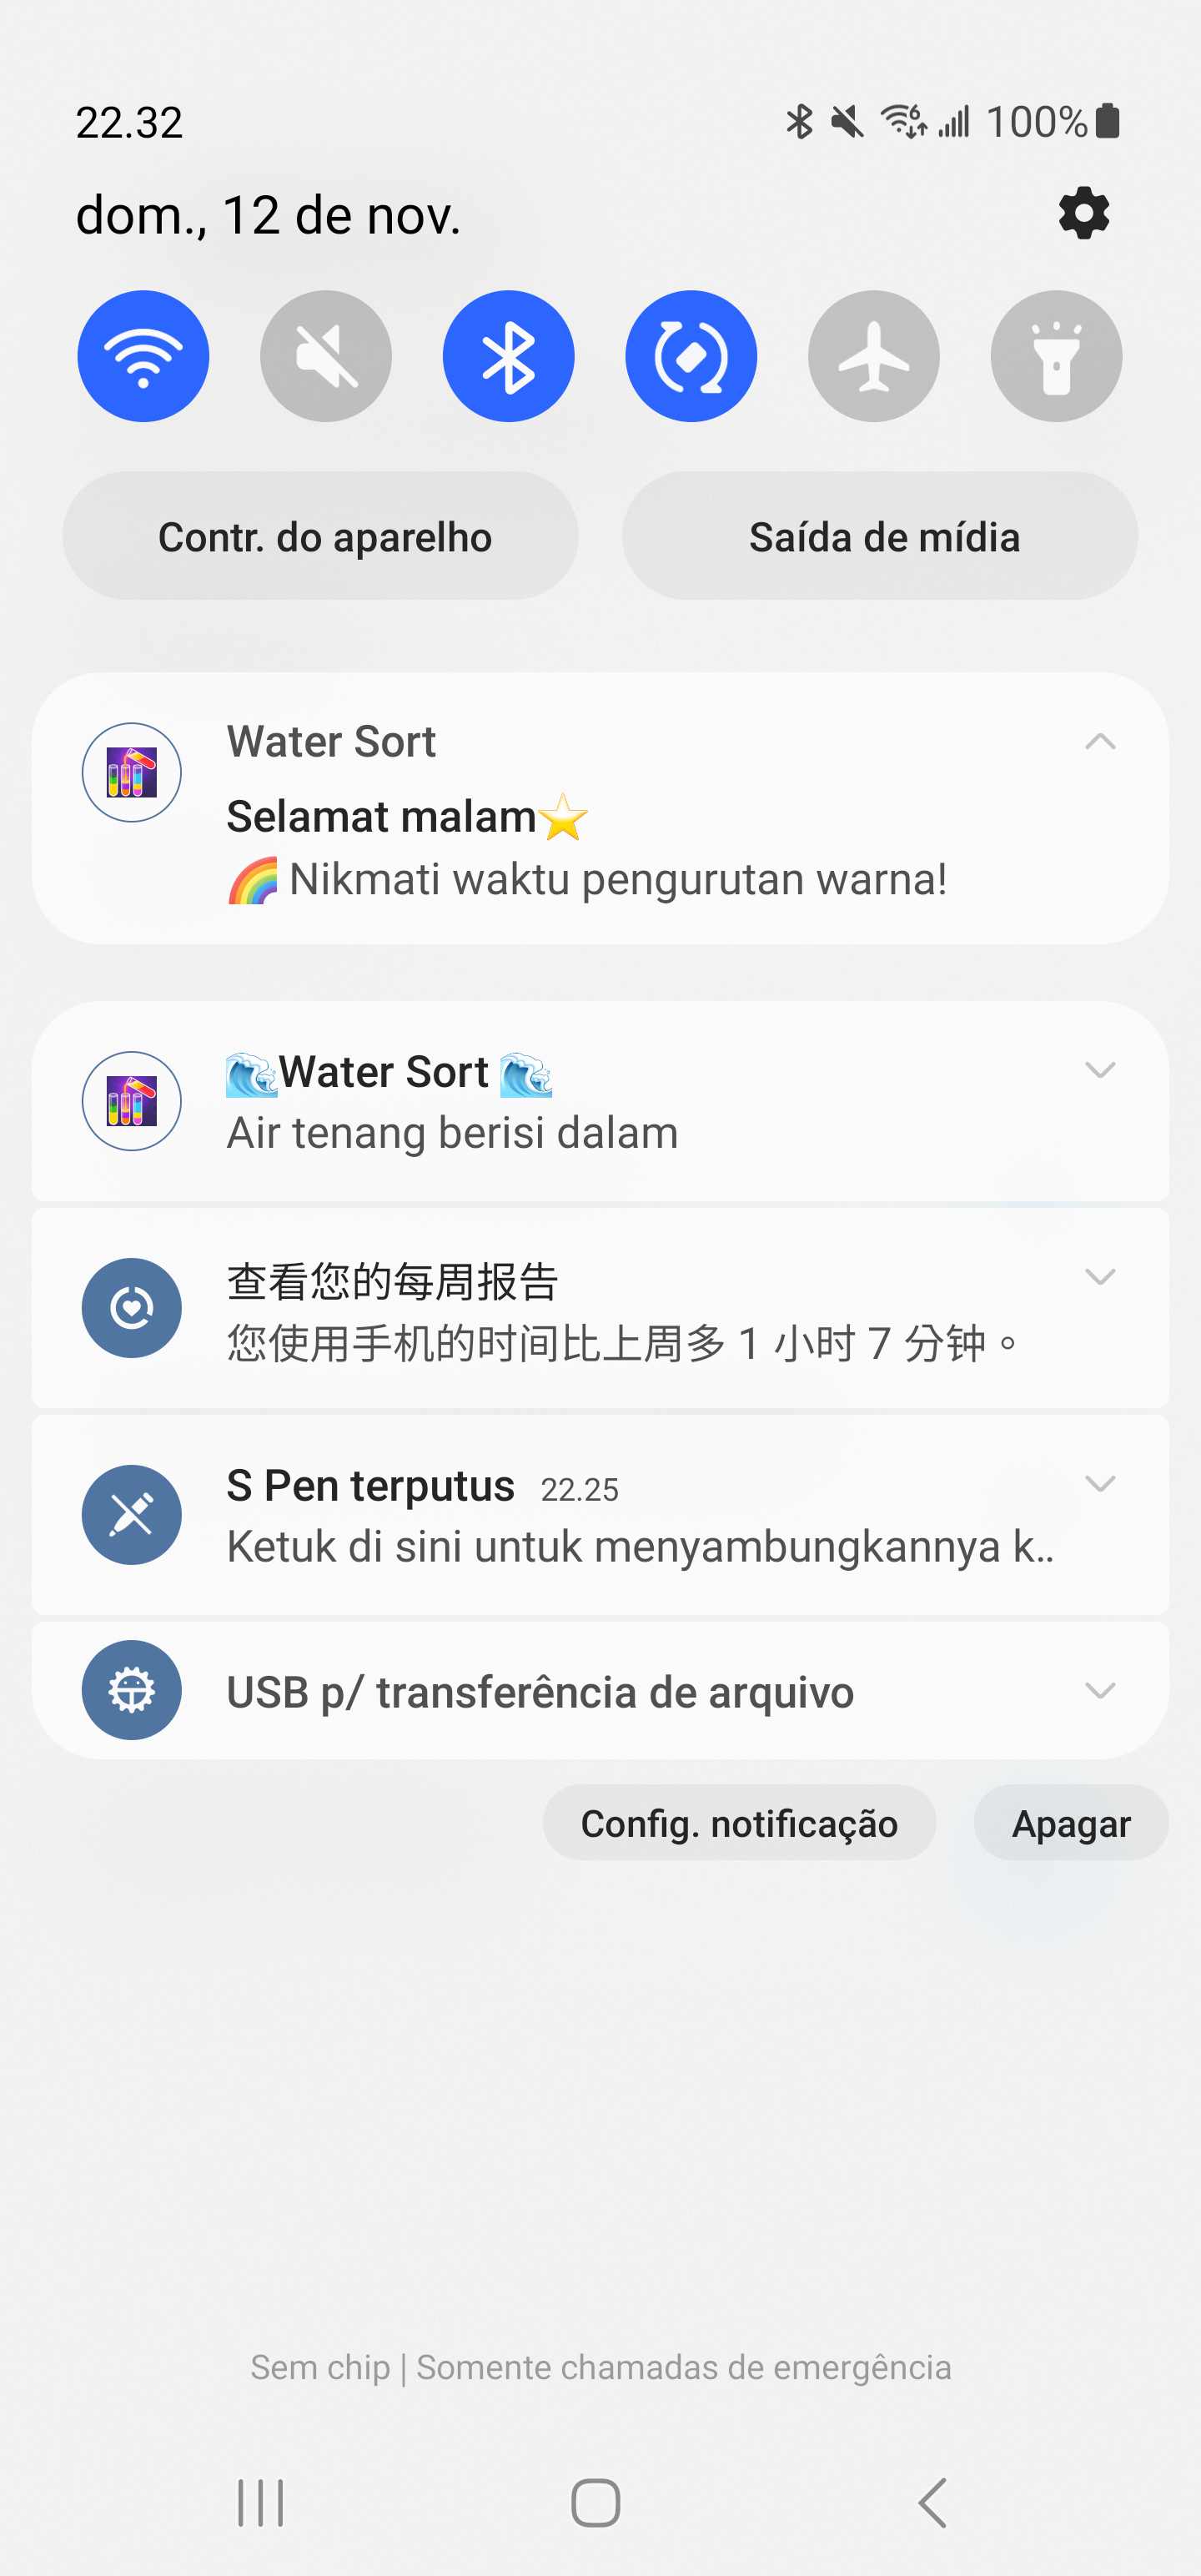 22.32
100%
dom., 12 de nov.
Contr. do aparelho
Saída de mídia
Water Sort
Selamat malam⭐
🌈 Nikmati waktu pengurutan warna!
🌊Water Sort 🌊
Air tenang berisi dalam
查看您的每周报告
您使用手机的时间比上周多 1 小时 7 分钟。
S Pen terputus 22.25
Ketuk di sini untuk menyambungkannya k..
USB p/ transferência de arquivo
Config. notificação
Apagar
Sem chip | Somente chamadas de emergência